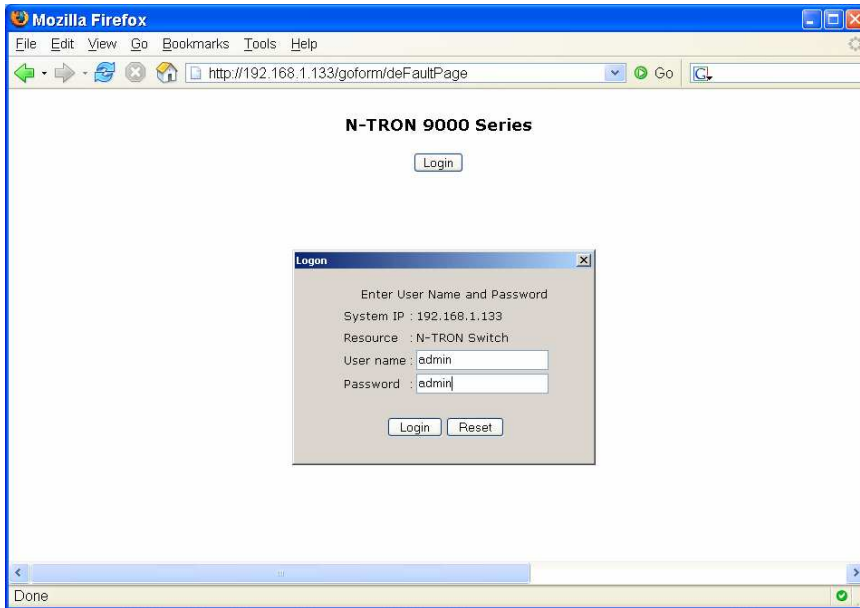 Mozilla Firefox
File Edit View Go Bookmarks Tools Help
http://192.168.1.133/goform/deFaultPage Go G
N-TRON 9000 Series
Login
Logon
Enter User Name and Password
System IP : 192.168.1.133
Resource : N-TRON Switch
User name : admin
Password : admin
Login Reset
Done